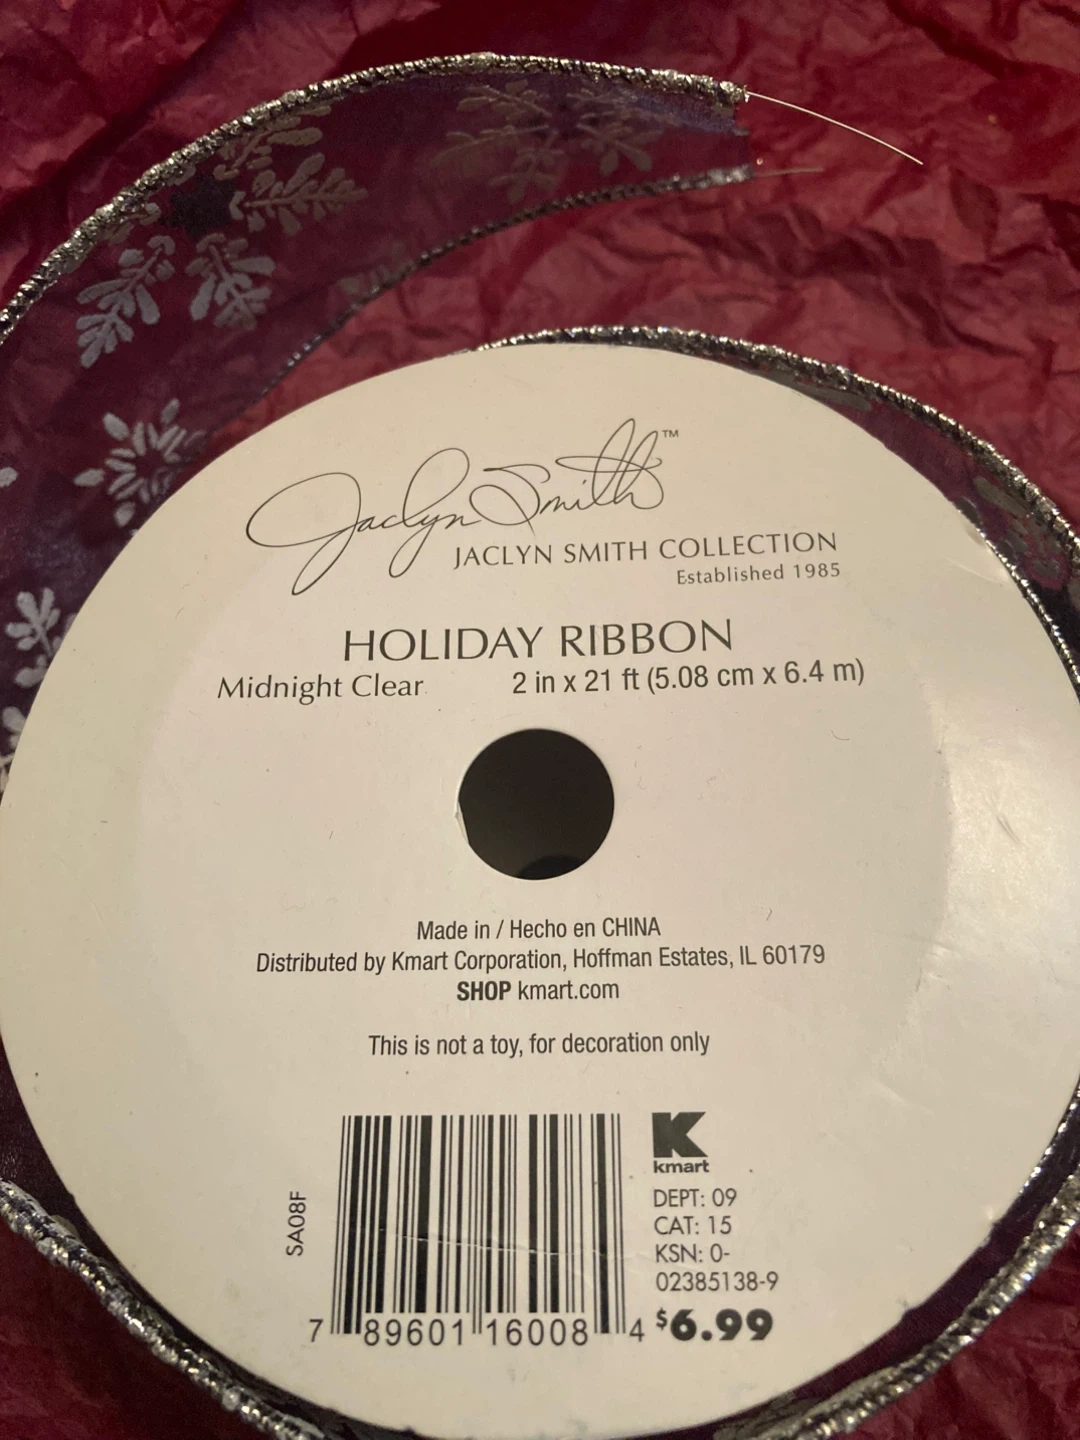 Jaclyn Smith™
JACLYN SMITH COLLECTION
Established 1985
HOLIDAY RIBBON
Midnight Clear 2 in x 21 ft (5.08 cm x 6.4 m)
Made in / Hecho en CHINA
Distributed by Kmart Corporation, Hoffman Estates, IL 60179
SHOP kmart.com
This is not a toy, for decoration only
SA08F
7 89601 16008 4
K
kmart
DEPT: 09
CAT: 15
KSN: 0-
02385138-9
$6.99